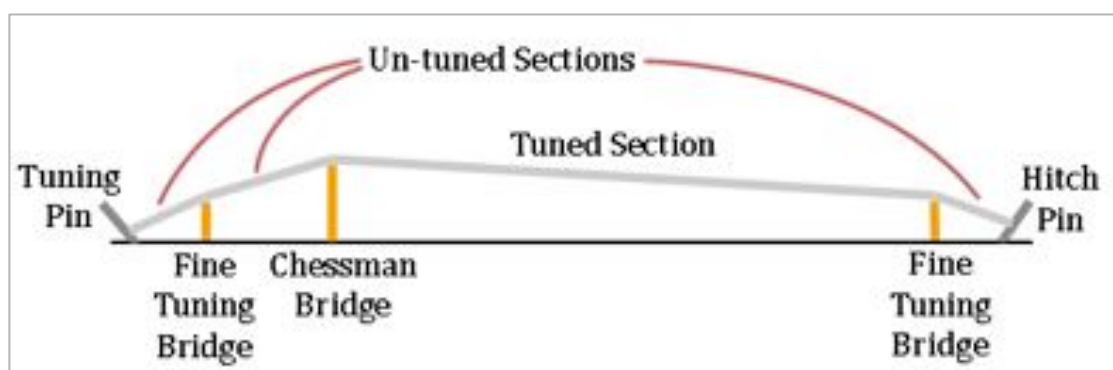 Un-tuned Sections
Tuned Section
Tuning
Pin
Hitch
Pin
Fine
Tuning
Bridge
Chessman
Bridge
Fine
Tuning
Bridge